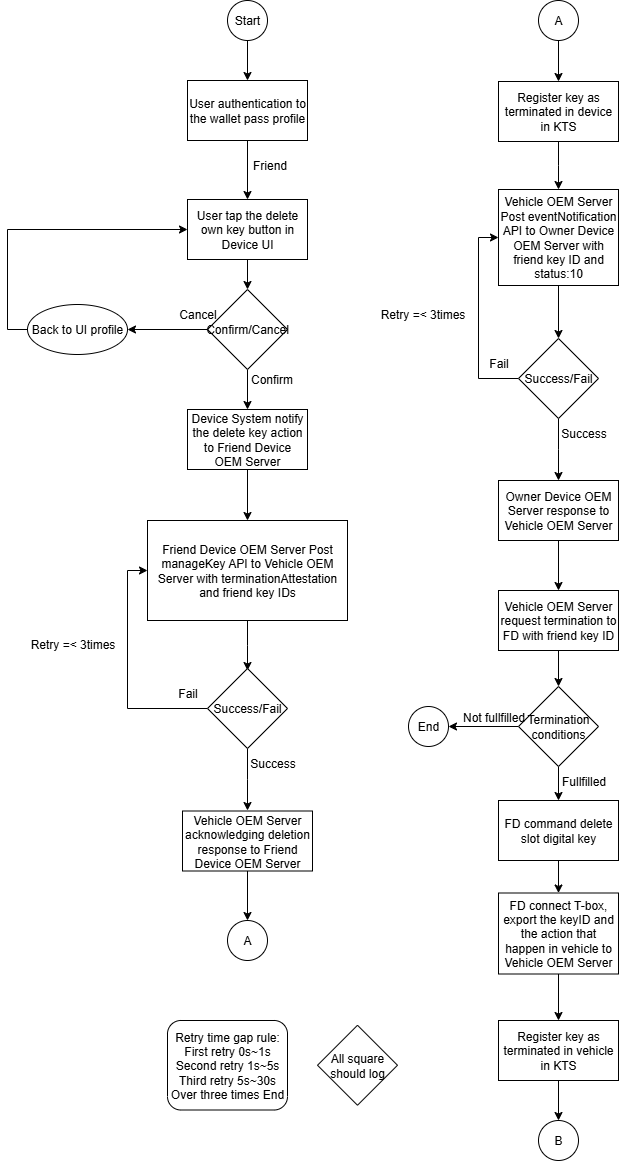 Start
User authentication to
the wallet pass profile
Friend
User tap the delete
own key button in
Device UI
Cancel
Confirm/Cancel
Back to UI profile
Confirm
Device System notify
the delete key action
to Friend Device
OEM Server
Friend Device OEM Server Post
manageKey API to Vehicle OEM
Server with terminationAttestation
and friend key IDs
Retry =< 3times
Fail
Success/Fail
Success
Vehicle OEM Server
acknowledging deletion
response to Friend
Device OEM Server
A
Retry time gap rule:
First retry 0s~1s
Second retry 1s~5s
Third retry 5s~30s
Over three times End
All square
should log
A
Register key as
terminated in device
in KTS
Vehicle OEM Server
Post eventNotification
API to Owner Device
OEM Server with
friend key ID and
status:10
Retry =< 3times
Fail
Success/Fail
Success
Owner Device OEM
Server response to
Vehicle OEM Server
Vehicle OEM Server
request termination to
FD with friend key ID
End
Not fullfilled
Termination
conditions
Fullfilled
FD command delete
slot digital key
FD connect T-box,
export the keyID and
the action that
happen in vehicle to
Vehicle OEM Server
Register key as
terminated in vehicle
in KTS
B